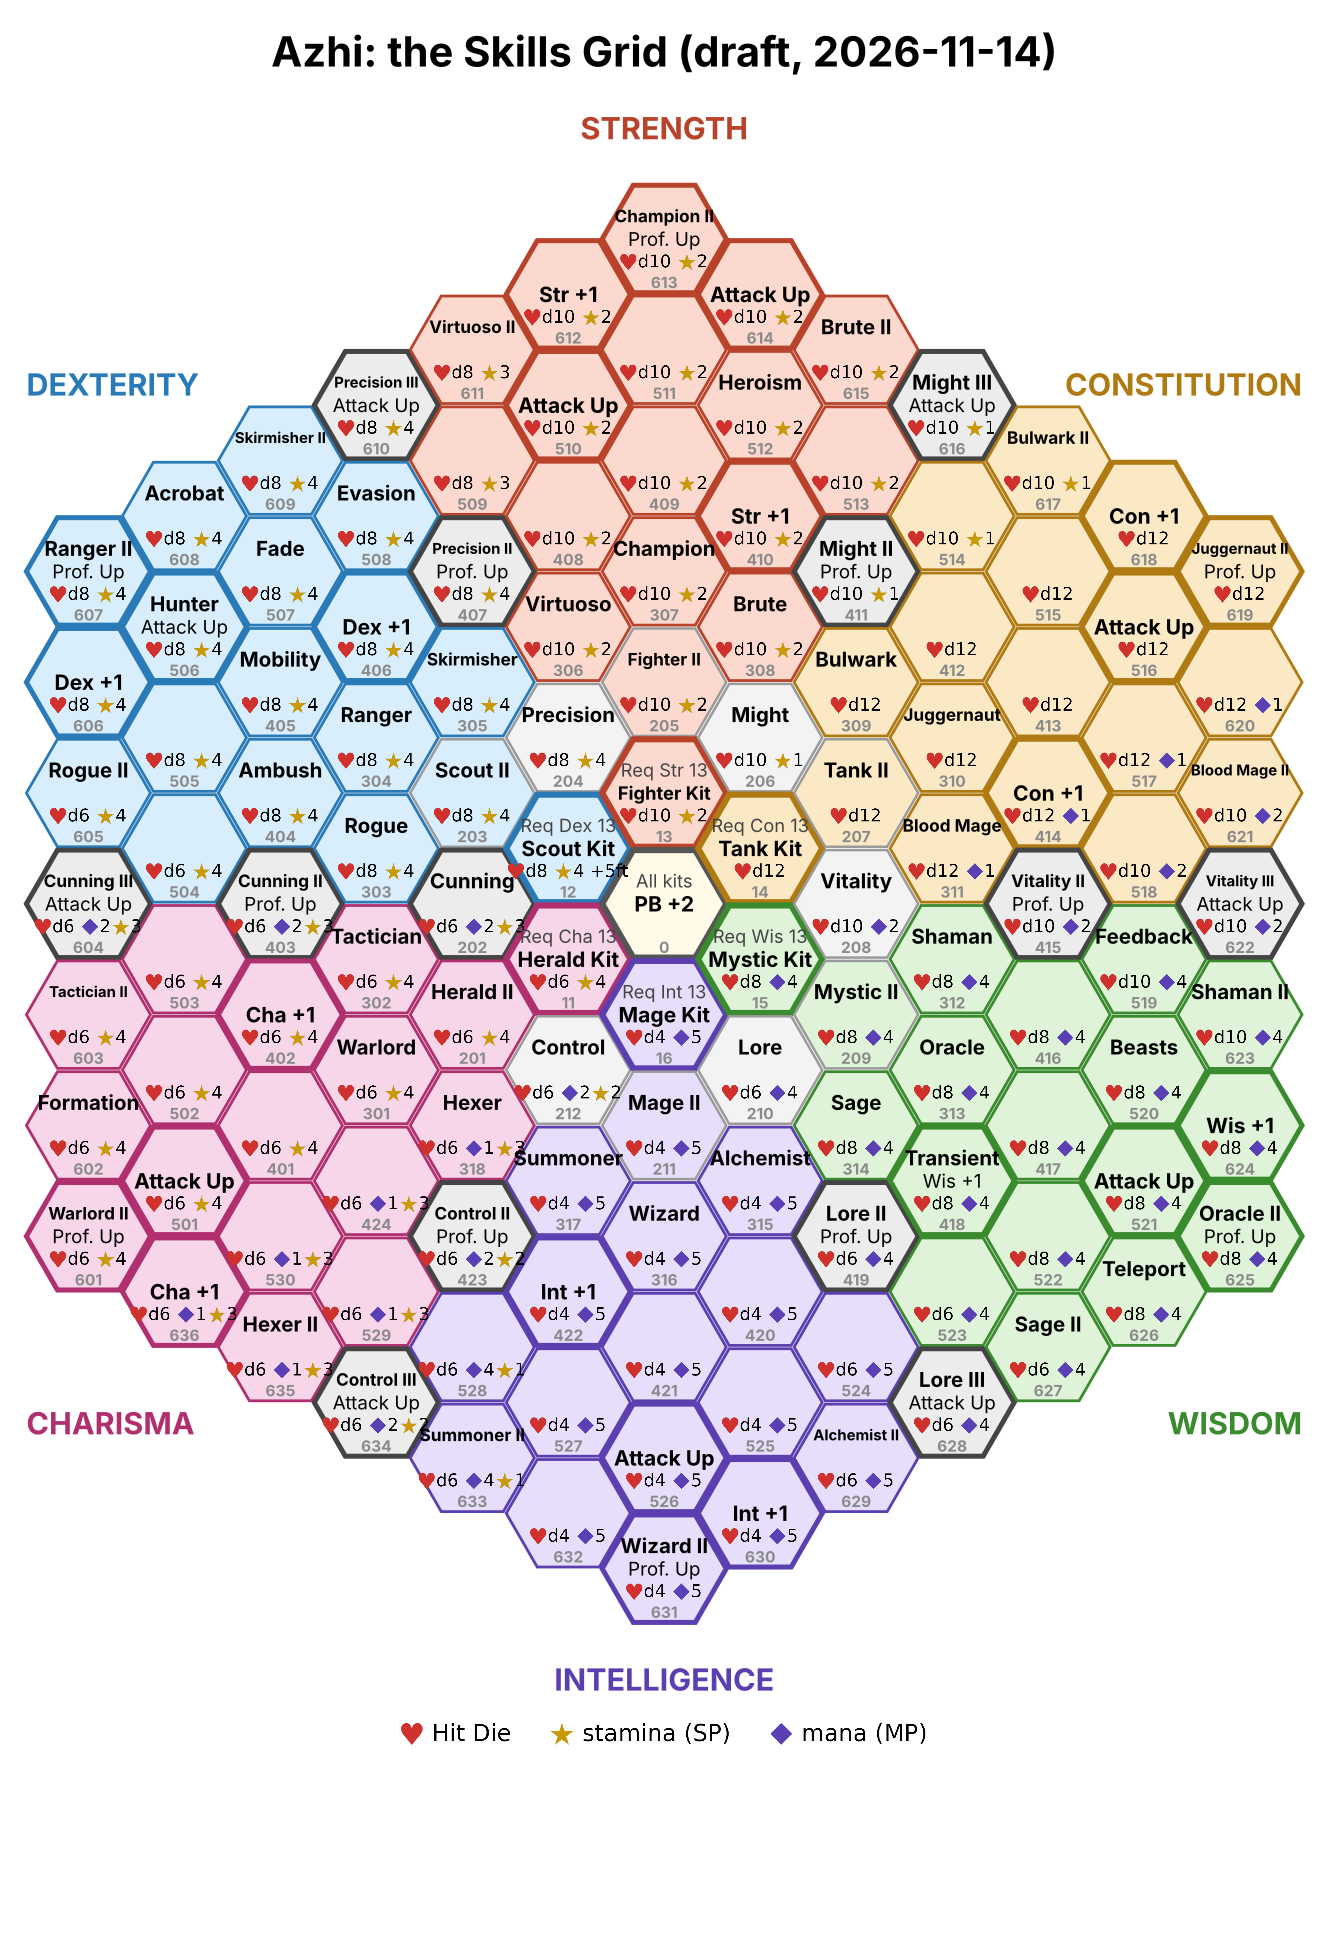 Azhi: the Skills Grid (draft, 2026-11-14)
STRENGTH
Champion II
Prof. Up
♥d10 ★2
613
Str +1
♥d10 ★2
612
Attack Up
♥d10 ★2
614
Virtuoso II
♥d8 ★3
611
♥d10 ★2
511
Brute II
♥d10 ★2
615
DEXTERITY
CONSTITUTION
Precision III
Attack Up
♥d8 ★4
610
Attack Up
♥d10 ★2
510
Heroism
♥d10 ★2
512
Might III
Attack Up
♥d10 ★1
616
Skirmisher II
♥d8 ★4
609
♥d8 ★3
509
♥d10 ★2
409
♥d10 ★2
513
Bulwark II
♥d10 ★1
617
Acrobat
♥d8 ★4
608
Evasion
♥d8 ★4
508
♥d10 ★2
408
Str +1
♥d10 ★2
410
♥d10 ★1
514
Con +1
♥d12
618
Ranger II
Prof. Up
♥d8 ★4
607
Fade
♥d8 ★4
507
Precision II
Prof. Up
♥d8 ★4
407
Champion
♥d10 ★2
307
Might II
Prof. Up
♥d10 ★1
411
♥d12
515
Juggernaut II
Prof. Up
♥d12
619
Hunter
Attack Up
♥d8 ★4
506
Dex +1
♥d8 ★4
406
Virtuoso
♥d10 ★2
306
Brute
♥d10 ★2
308
♥d12
412
Attack Up
♥d12
516
Dex +1
♥d8 ★4
606
Mobility
♥d8 ★4
405
Skirmisher
♥d8 ★4
305
Fighter II
♥d10 ★2
205
Bulwark
♥d12
309
♥d12
413
♥d12 ◆1
620
♥d8 ★4
505
Ranger
♥d8 ★4
304
Precision
♥d8 ★4
204
Might
♥d10 ★1
206
Juggernaut
♥d12
310
♥d12 ◆1
517
Rogue II
♥d6 ★4
605
Ambush
♥d8 ★4
404
Scout II
♥d8 ★4
203
Req Str 13
Fighter Kit
♥d10 ★2
13
Tank II
♥d12
207
Con +1
♥d12 ◆1
414
Blood Mage II
♥d10 ◆2
621
♥d6 ★4
504
Rogue
♥d8 ★4
303
Req Dex 13
Scout Kit
♥d8 ★4 +5ft
12
Req Con 13
Tank Kit
♥d12
14
Blood Mage
♥d12 ◆1
311
♥d10 ◆2
518
Cunning III
Attack Up
♥d6 ◆2★3
604
Cunning II
Prof. Up
♥d6 ◆2★3
403
Cunning
♥d6 ◆2★3
202
All kits
PB +2
0
Vitality
♥d10 ◆2
208
Vitality II
Prof. Up
♥d10 ◆2
415
Vitality III
Attack Up
♥d10 ◆2
622
♥d6 ★4
503
Tactician
♥d6 ★4
302
Req Cha 13
Herald Kit
♥d6 ★4
11
Req Wis 13
Mystic Kit
♥d8 ◆4
15
Shaman
♥d8 ◆4
312
Feedback
♥d10 ◆4
519
Tactician II
♥d6 ★4
603
Cha +1
♥d6 ★4
402
Herald II
♥d6 ★4
201
Req Int 13
Mage Kit
♥d4 ◆5
16
Mystic II
♥d8 ◆4
209
♥d8 ◆4
416
Shaman II
♥d10 ◆4
623
♥d6 ★4
502
Warlord
♥d6 ★4
301
Control
♥d6 ◆2★2
212
Lore
♥d6 ◆4
210
Oracle
♥d8 ◆4
313
Beasts
♥d8 ◆4
520
Formation
♥d6 ★4
602
♥d6 ★4
401
Hexer
♥d6 ◆1★3
318
Mage II
♥d4 ◆5
211
Sage
♥d8 ◆4
314
♥d8 ◆4
417
Wis +1
♥d8 ◆4
624
Attack Up
♥d6 ★4
501
♥d6 ◆1★3
424
Summoner
♥d4 ◆5
317
Alchemist
♥d4 ◆5
315
Transient
Wis +1
♥d8 ◆4
418
Attack Up
♥d8 ◆4
521
Warlord II
Prof. Up
♥d6 ★4
601
♥d6 ◆1★3
530
Control II
Prof. Up
♥d6 ◆2★2
423
Wizard
♥d4 ◆5
316
Lore II
Prof. Up
♥d6 ◆4
419
♥d8 ◆4
522
Oracle II
Prof. Up
♥d8 ◆4
625
Cha +1
♥d6 ◆1★3
636
♥d6 ◆1★3
529
Int +1
♥d4 ◆5
422
♥d4 ◆5
420
♥d6 ◆4
523
Teleport
♥d8 ◆4
626
Hexer II
♥d6 ◆1★3
635
♥d6 ◆4★1
528
♥d4 ◆5
421
♥d6 ◆5
524
Sage II
♥d6 ◆4
627
Control III
Attack Up
♥d6 ◆2★2
634
♥d4 ◆5
527
♥d4 ◆5
525
Lore III
Attack Up
♥d6 ◆4
628
CHARISMA
WISDOM
Summoner II
♥d6 ◆4★1
633
Attack Up
♥d4 ◆5
526
Alchemist II
♥d6 ◆5
629
♥d4 ◆5
632
Int +1
♥d4 ◆5
630
Wizard II
Prof. Up
♥d4 ◆5
631
INTELLIGENCE
♥ Hit Die ★ stamina (SP) ◆ mana (MP)